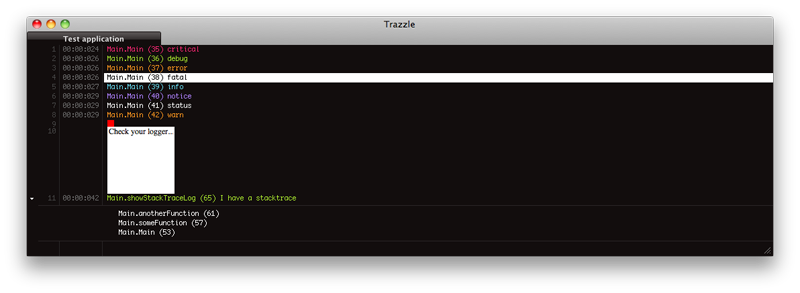 Trazzle
Test application
1 00:00:024 Main.Main (35) critical
2 00:00:026 Main.Main (36) debug
3 00:00:026 Main.Main (37) error
4 00:00:026 Main.Main (38) fatal
5 00:00:027 Main.Main (39) info
6 00:00:029 Main.Main (40) notice
7 00:00:029 Main.Main (41) status
8 00:00:029 Main.Main (42) warn
9
10 Check your logger...
11 00:00:042 Main.showStackTraceLog (65) I have a stacktrace
Main.anotherFunction (61)
Main.someFunction (57)
Main.Main (53)